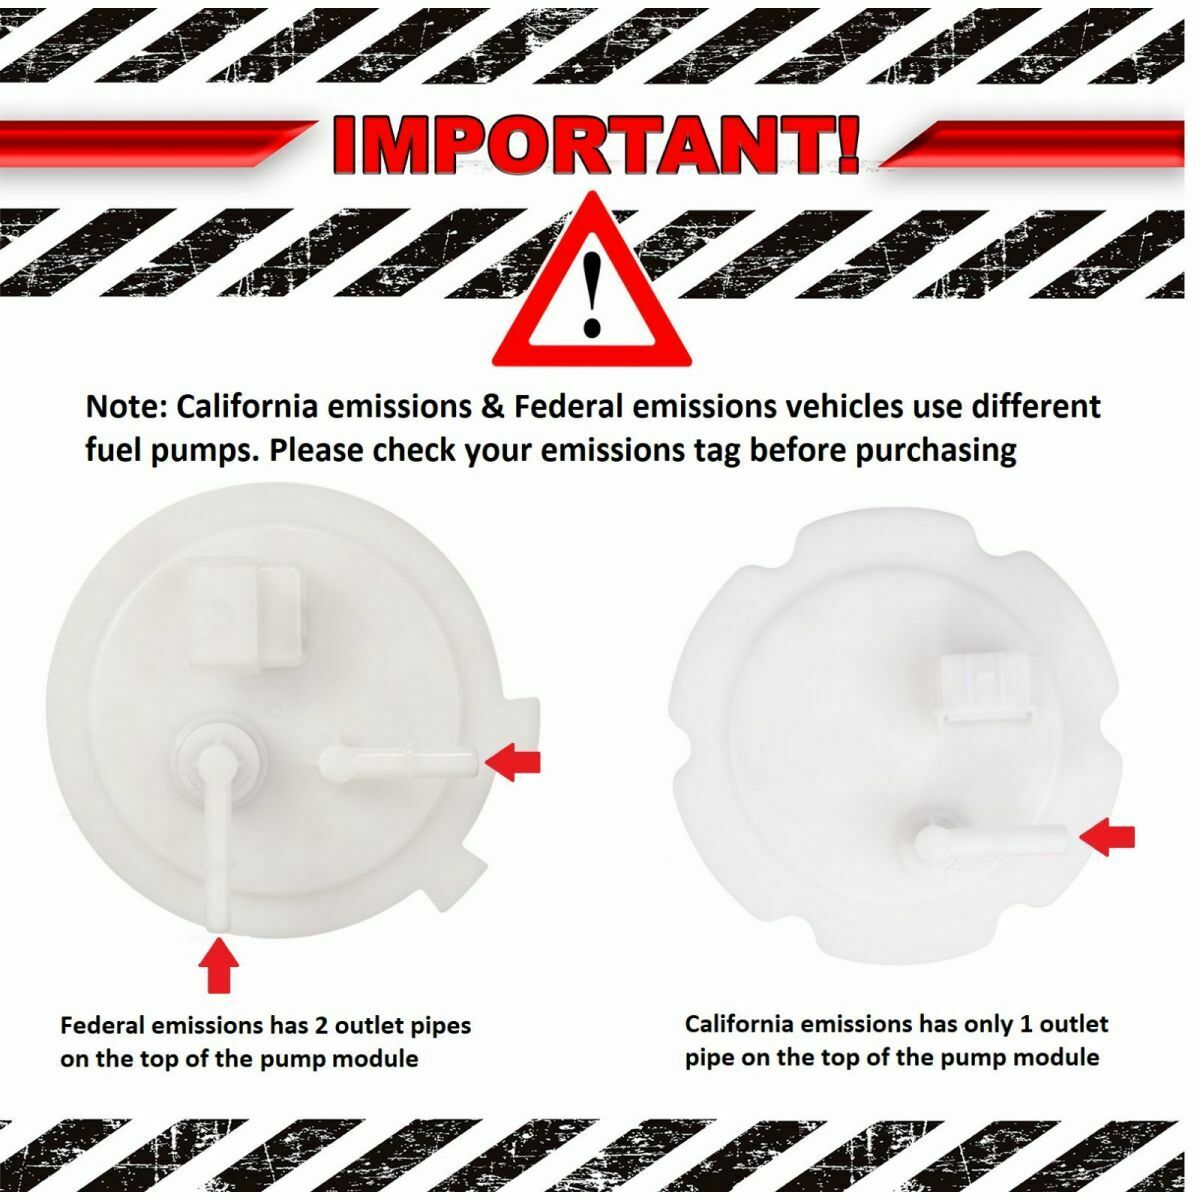 IMPORTANT!
Note: California emissions & Federal emissions vehicles use different
fuel pumps. Please check your emissions tag before purchasing
Federal emissions has 2 outlet pipes
on the top of the pump module
California emissions has only 1 outlet
pipe on the top of the pump module